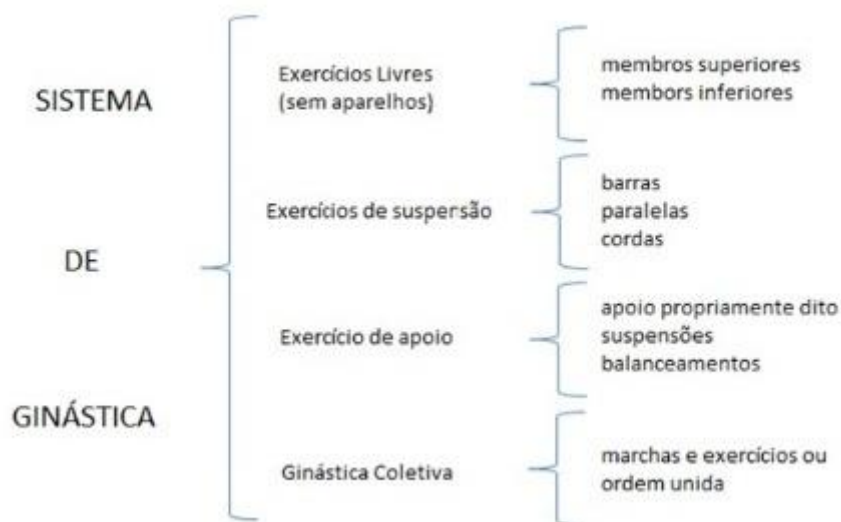 SISTEMA
DE
GINÁSTICA
Exercícios Livres
(sem aparelhos)
membros superiores
membors inferiores
Exercícios de suspersão
barras
paralelas
cordas
Exercício de apoio
apoio propriamente dito
suspensões
balanceamentos
Ginástica Coletiva
marchas e exercícios ou
ordem unida